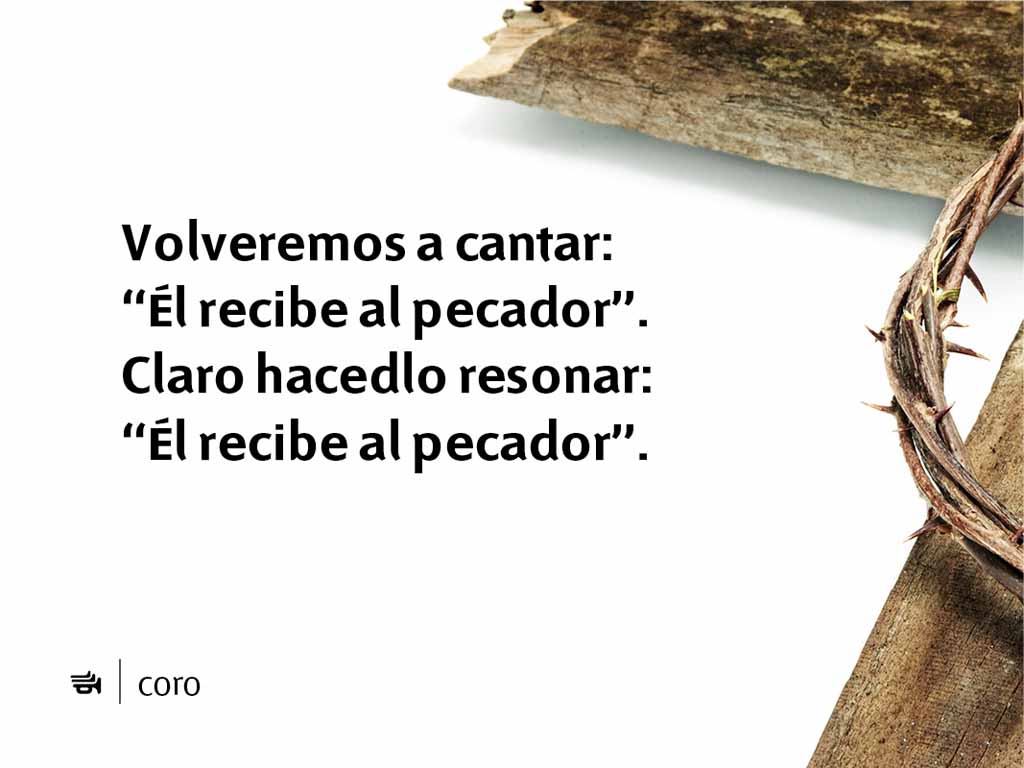 Volveremos a cantar:
“Él recibe al pecador”.
Claro hacedlo resonar:
“Él recibe al pecador”.
coro